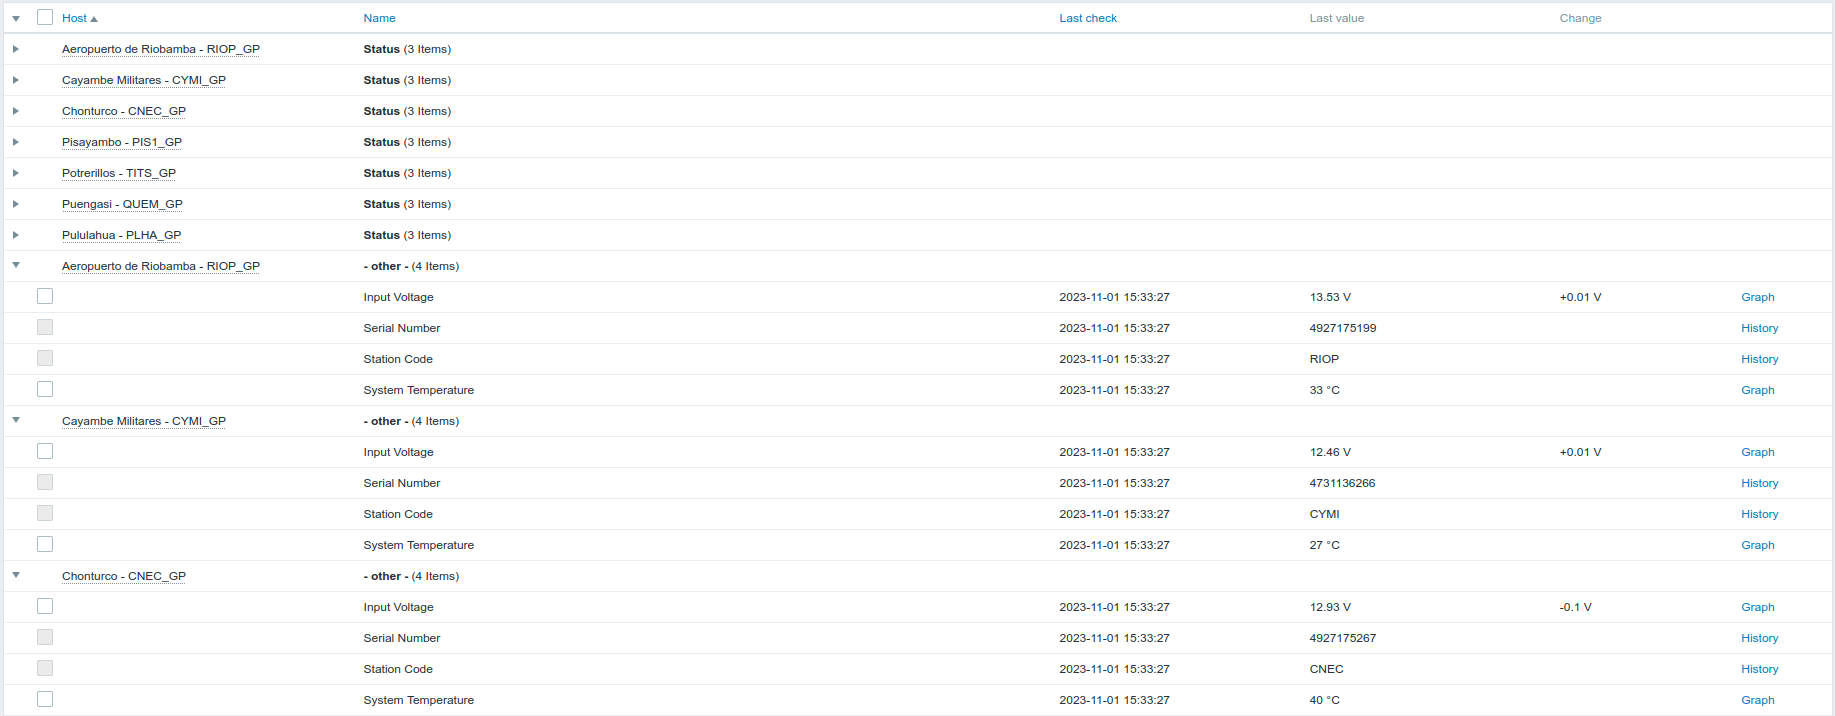 Host Name Last check Last value Change
Aeropuerto de Riobamba - RIOP_GP Status (3 Items)
Cayambe Militares - CYMI_GP Status (3 Items)
Chonturco - CNEC_GP Status (3 Items)
Pisayambo - PIS1_GP Status (3 Items)
Potrerillos - TITS_GP Status (3 Items)
Puengasi - QUEM_GP Status (3 Items)
Pululahua - PLHA_GP Status (3 Items)
Aeropuerto de Riobamba - RIOP_GP - other - (4 Items)
Input Voltage 2023-11-01 15:33:27 13.53 V +0.01 V Graph
Serial Number 2023-11-01 15:33:27 4927175199 History
Station Code 2023-11-01 15:33:27 RIOP History
System Temperature 2023-11-01 15:33:27 33 °C Graph
Cayambe Militares - CYMI_GP - other - (4 Items)
Input Voltage 2023-11-01 15:33:27 12.46 V +0.01 V Graph
Serial Number 2023-11-01 15:33:27 4731136266 History
Station Code 2023-11-01 15:33:27 CYMI History
System Temperature 2023-11-01 15:33:27 27 °C Graph
Chonturco - CNEC_GP - other - (4 Items)
Input Voltage 2023-11-01 15:33:27 12.93 V -0.1 V Graph
Serial Number 2023-11-01 15:33:27 4927175267 History
Station Code 2023-11-01 15:33:27 CNEC History
System Temperature 2023-11-01 15:33:27 40 °C Graph